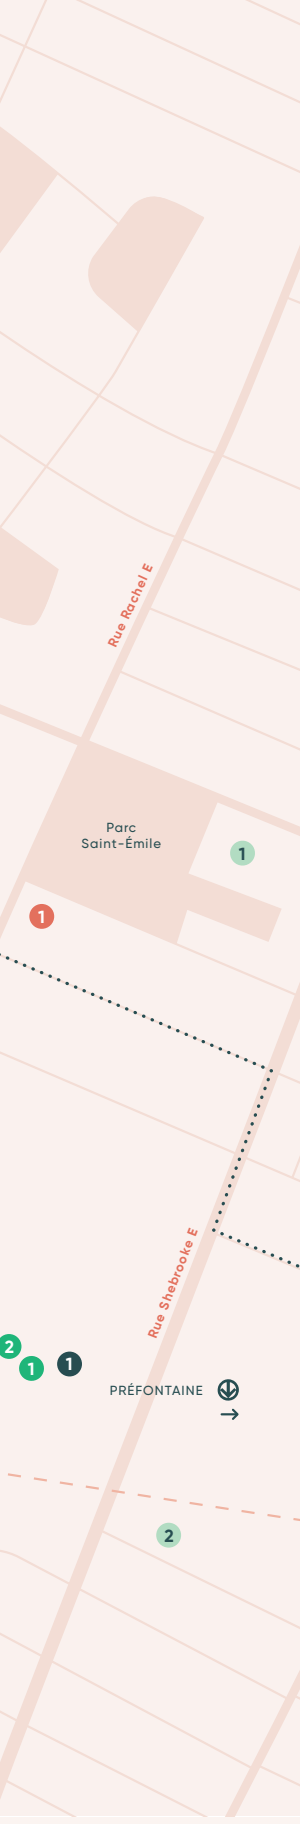 Rue Rachel E
Parc
Saint-Émile
1
1
Rue Shebrooke E
2
1
1
PRÉFONTAINE
2